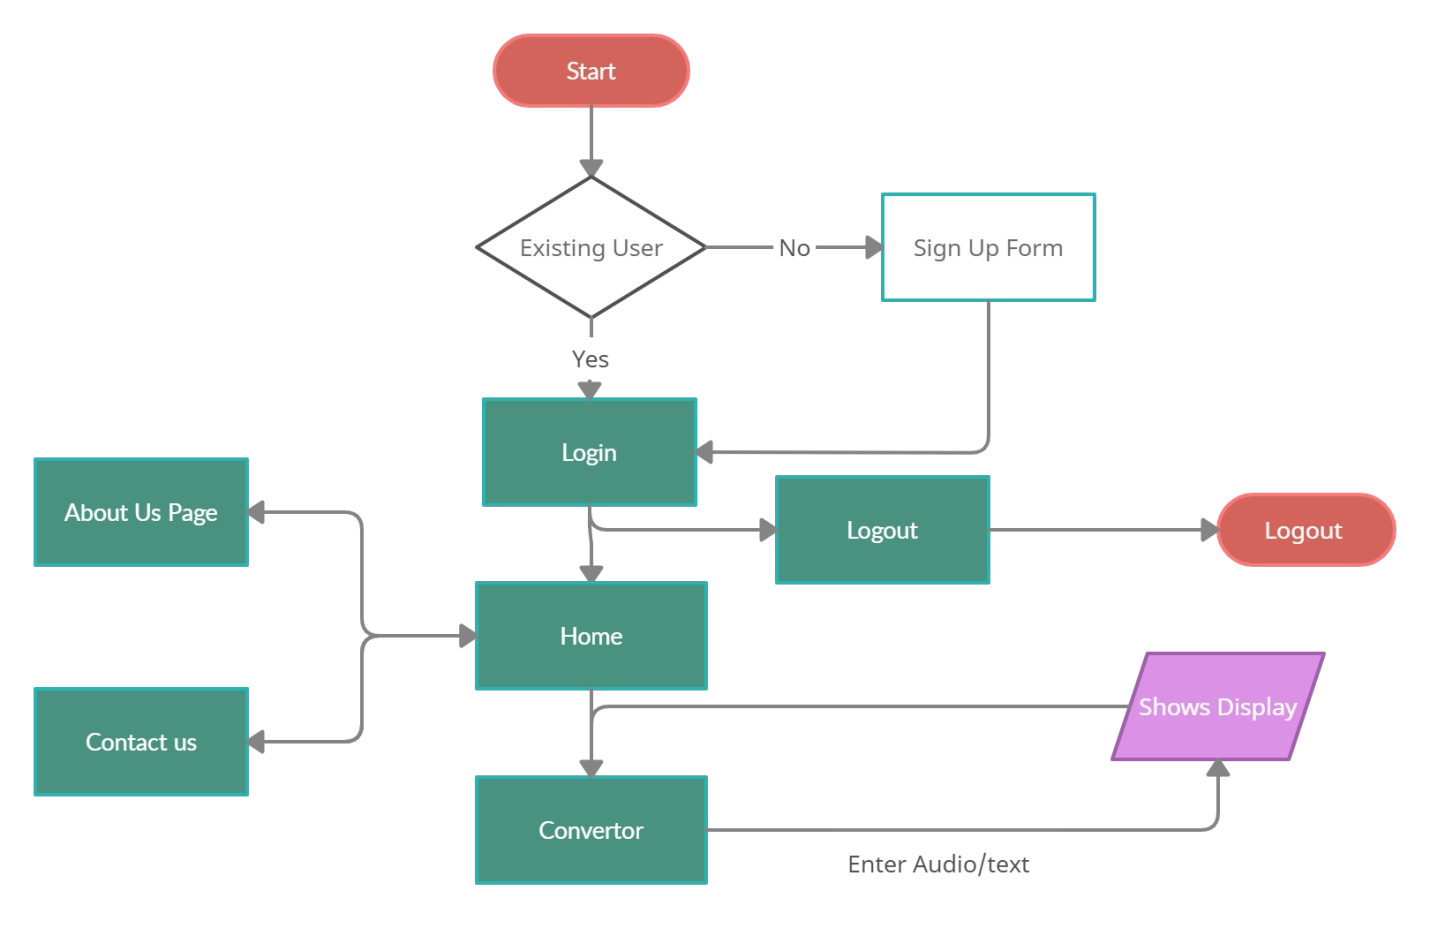 Start
Existing User
No
Sign Up Form
Yes
Login
About Us Page
Logout
Logout
Home
Shows Display
Contact us
Convertor
Enter Audio/text